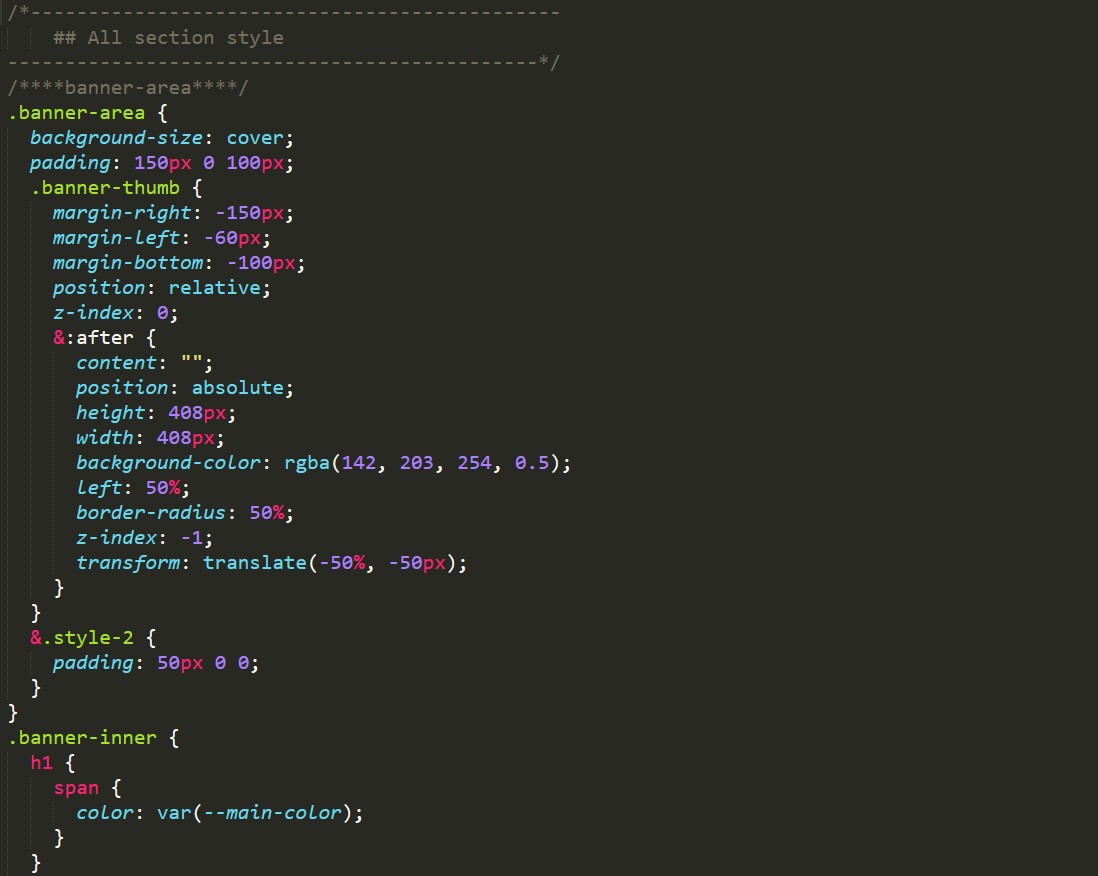 /*----------------------------------------------
    ## All section style
----------------------------------------------*/
/****banner-area****/
.banner-area {
  background-size: cover;
  padding: 150px 0 100px;
  .banner-thumb {
    margin-right: -150px;
    margin-left: -60px;
    margin-bottom: -100px;
    position: relative;
    z-index: 0;
    &:after {
      content: "";
      position: absolute;
      height: 408px;
      width: 408px;
      background-color: rgba(142, 203, 254, 0.5);
      left: 50%;
      border-radius: 50%;
      z-index: -1;
      transform: translate(-50%, -50px);
    }
  }
  &.style-2 {
    padding: 50px 0 0;
  }
}
.banner-inner {
  h1 {
    span {
      color: var(--main-color);
    }
  }